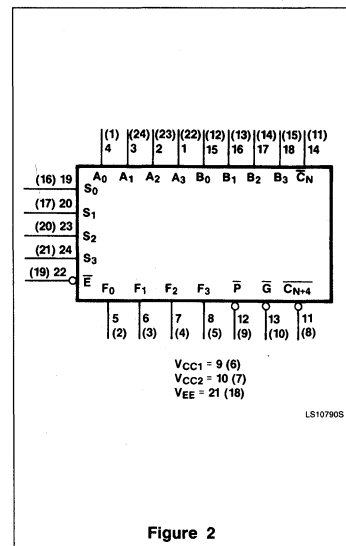 (1) (24) (23) (22) (12) (13) (14) (15) (11)
4 3 2 1 15 16 17 18 14
A0 A1 A2 A3 B0 B1 B2 B3 C̅N
(16) 19 S0
(17) 20 S1
(20) 23 S2
(21) 24 S3
(19) 22 E̅
F0 F1 F2 F3 P̅ G̅ C̅N+4
5 6 7 8 12 13 11
(2) (3) (4) (5) (9) (10) (8)
VCC1 = 9 (6)
VCC2 = 10 (7)
VEE = 21 (18)
LS10790S
Figure 2